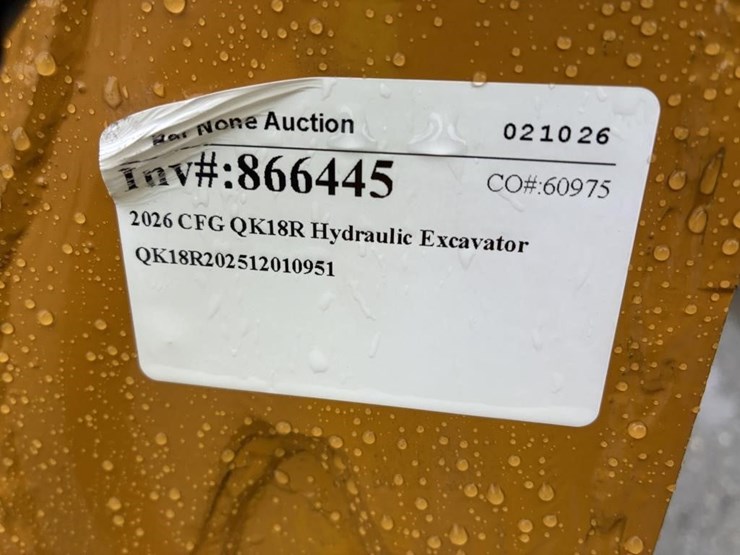 Bar None Auction 021026
Inv#:866445 CO#:60975
2026 CFG QK18R Hydraulic Excavator
QK18R202512010951